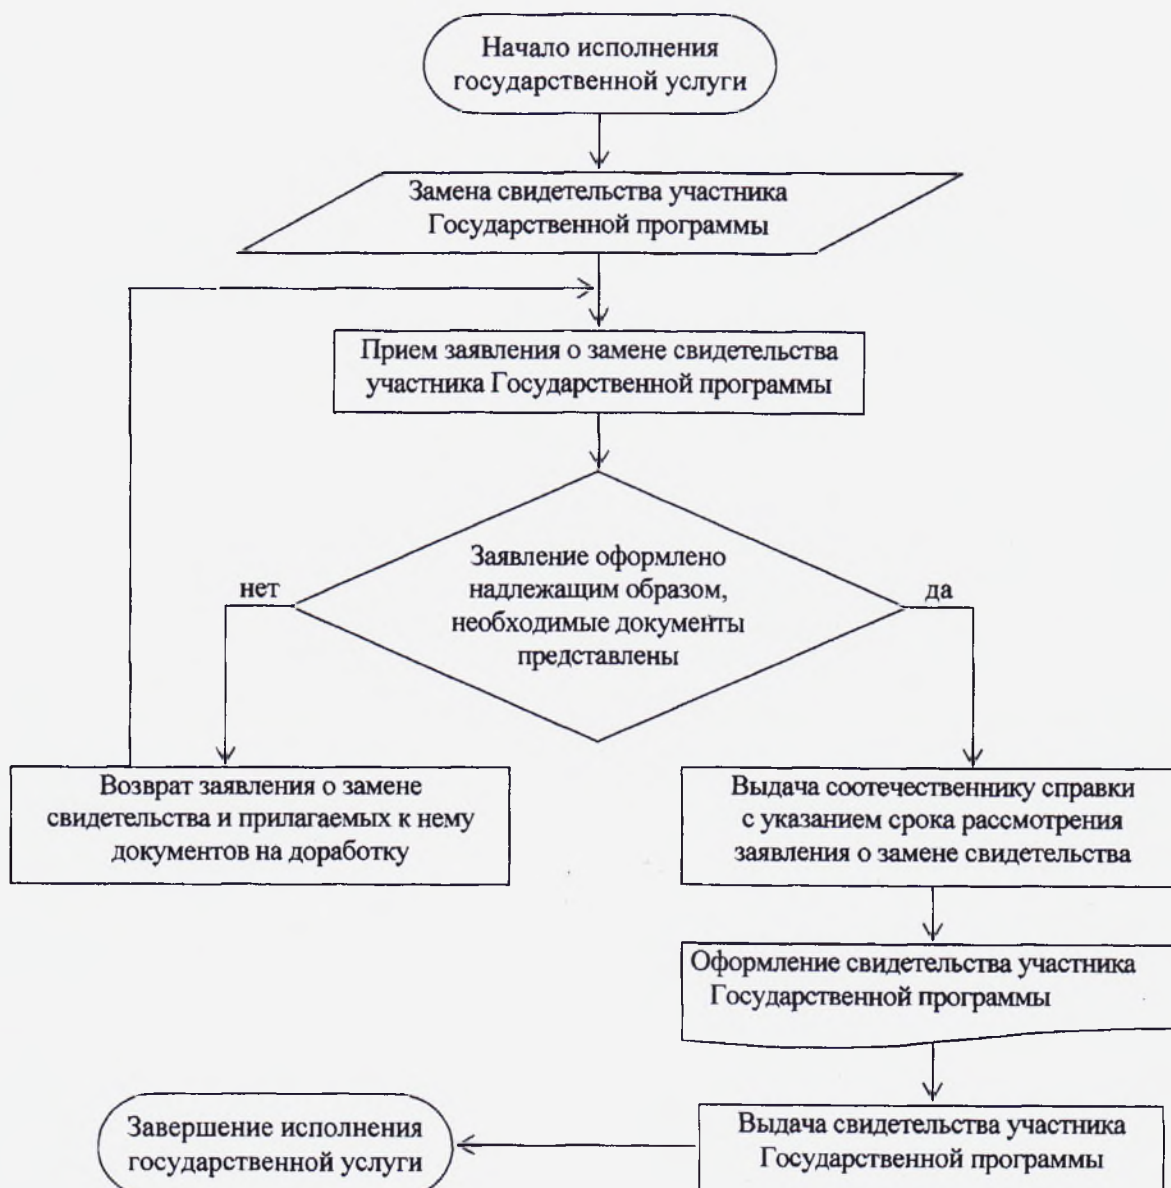 Начало исполнения
государственной услуги
Замена свидетельства участника
Государственной программы
Прием заявления о замене свидетельства
участника Государственной программы
Заявление оформлено
надлежащим образом,
необходимые документы
представлены
нет
да
Возврат заявления о замене
свидетельства и прилагаемых к нему
документов на доработку
Выдача соотечественнику справки
с указанием срока рассмотрения
заявления о замене свидетельства
Оформление свидетельства участника
Государственной программы
Выдача свидетельства участника
Государственной программы
Завершение исполнения
государственной услуги